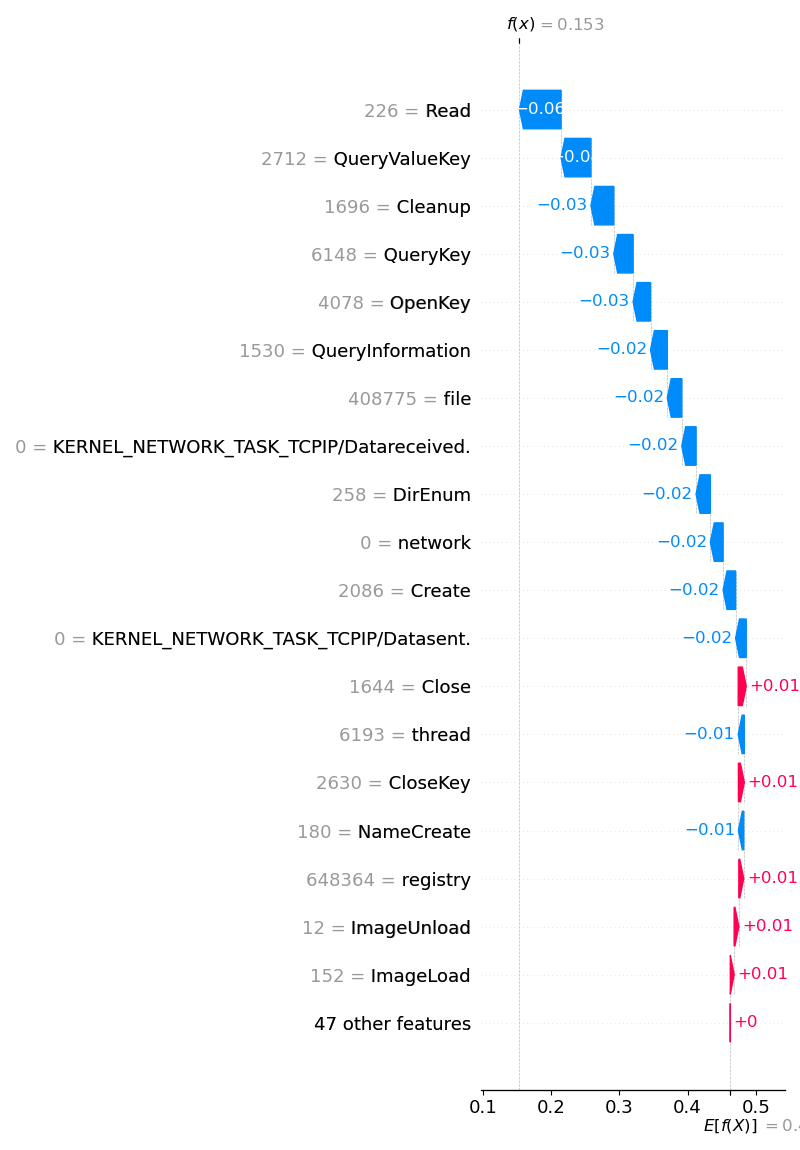 f(x) = 0.153
226 = Read −0.06
2712 = QueryValueKey −0.0
1696 = Cleanup −0.03
6148 = QueryKey −0.03
4078 = OpenKey −0.03
1530 = QueryInformation −0.02
408775 = file −0.02
0 = KERNEL_NETWORK_TASK_TCPIP/Datareceived. −0.02
258 = DirEnum −0.02
0 = network −0.02
2086 = Create −0.02
0 = KERNEL_NETWORK_TASK_TCPIP/Datasent. −0.02
1644 = Close +0.01
6193 = thread −0.01
2630 = CloseKey +0.01
180 = NameCreate −0.01
648364 = registry +0.01
12 = ImageUnload +0.01
152 = ImageLoad +0.01
47 other features +0
0.1 0.2 0.3 0.4 0.5
E[f(X)] = 0.4